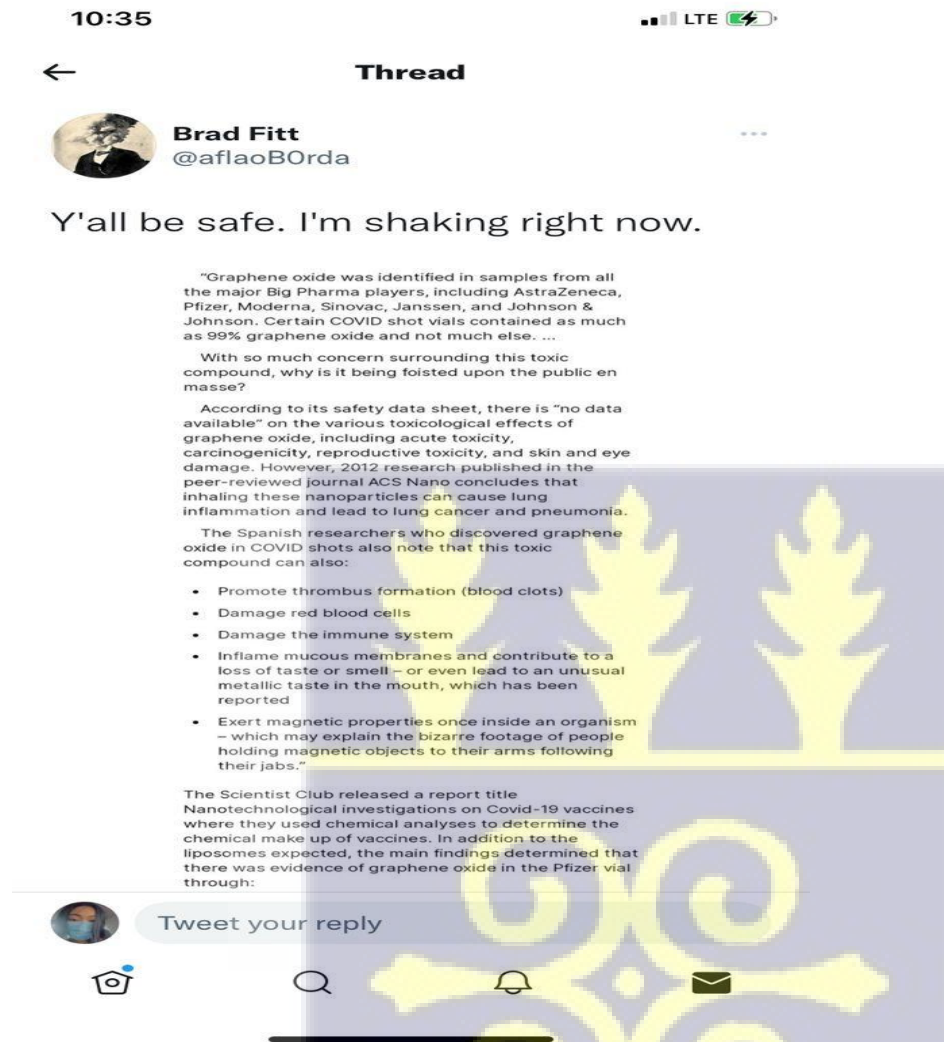 10:35
LTE
Thread
Brad Fitt
@aflaoB0rda
Y'all be safe. I'm shaking right now.
"Graphene oxide was identified in samples from all
the major Big Pharma players, including AstraZeneca,
Pfizer, Moderna, Sinovac, Janssen, and Johnson &
Johnson. Certain COVID shot vials contained as much
as 99% graphene oxide and not much else. ...
With so much concern surrounding this toxic
compound, why is it being foisted upon the public en
masse?
According to its safety data sheet, there is "no data
available" on the various toxicological effects of
graphene oxide, including acute toxicity,
carcinogenicity, reproductive toxicity, and skin and eye
damage. However, 2012 research published in the
peer-reviewed journal ACS Nano concludes that
inhaling these nanoparticles can cause lung
inflammation and lead to lung cancer and pneumonia.
The Spanish researchers who discovered graphene
oxide in COVID shots also note that this toxic
compound can also:
• Promote thrombus formation (blood clots)
• Damage red blood cells
• Damage the immune system
• Inflame mucous membranes and contribute to a
loss of taste or smell – or even lead to an unusual
metallic taste in the mouth, which has been
reported
• Exert magnetic properties once inside an organism
– which may explain the bizarre footage of people
holding magnetic objects to their arms following
their jabs."
The Scientist Club released a report title
Nanotechnological investigations on Covid-19 vaccines
where they used chemical analyses to determine the
chemical make up of vaccines. In addition to the
liposomes expected, the main findings determined that
there was evidence of graphene oxide in the Pfizer vial
through:
Tweet your reply